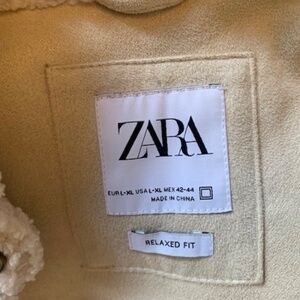 ZARA
EUR L-XL USA L-XL MEX 42-44
MADE IN CHINA
RELAXED FIT